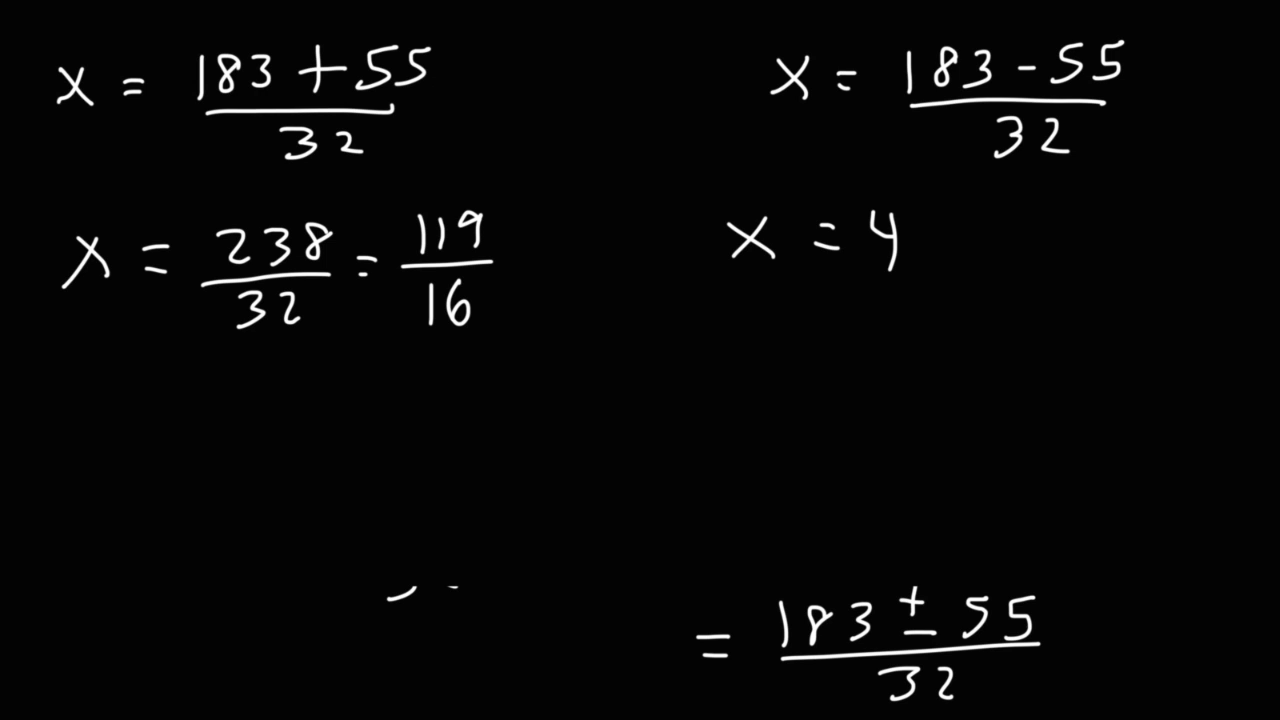 x = 183 + 55 / 32
x = 183 - 55 / 32
x = 238 / 32 = 119 / 16
x = 4
= 183 ± 55 / 32